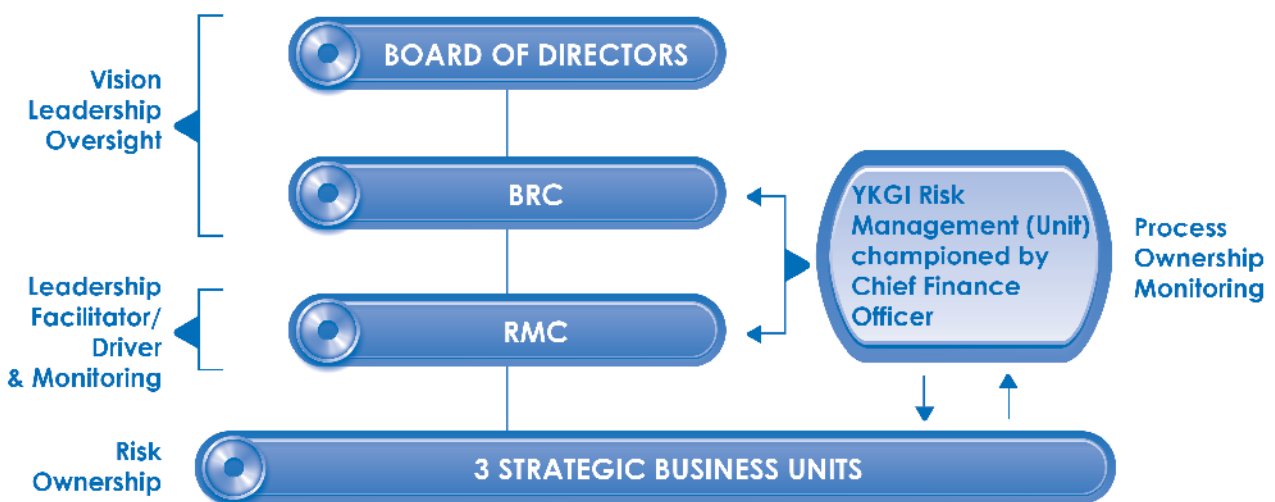 BOARD OF DIRECTORS
Vision
Leadership
Oversight
BRC
YKGI Risk
Management (Unit)
championed by
Chief Finance
Officer
Process
Ownership
Monitoring
Leadership
Facilitator/
Driver
& Monitoring
RMC
Risk
Ownership
3 STRATEGIC BUSINESS UNITS